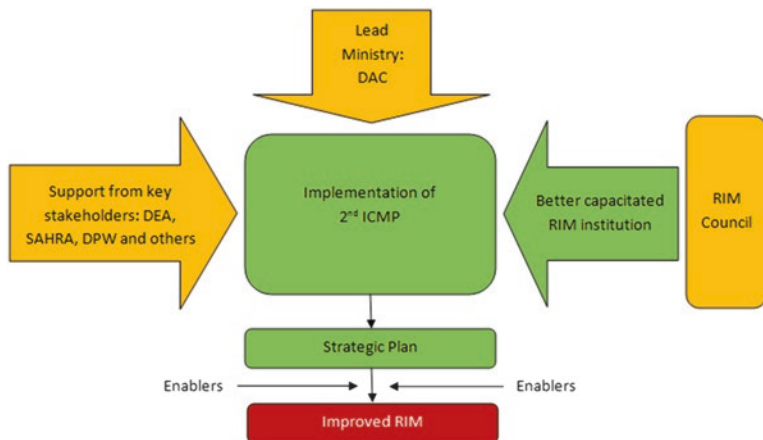 Lead
Ministry:
DAC
Support from key
stakeholders: DEA,
SAHRA, DPW and others
Implementation of
2nd ICMP
Better capacitated
RIM institution
RIM
Council
Strategic Plan
Enablers
Enablers
Improved RIM